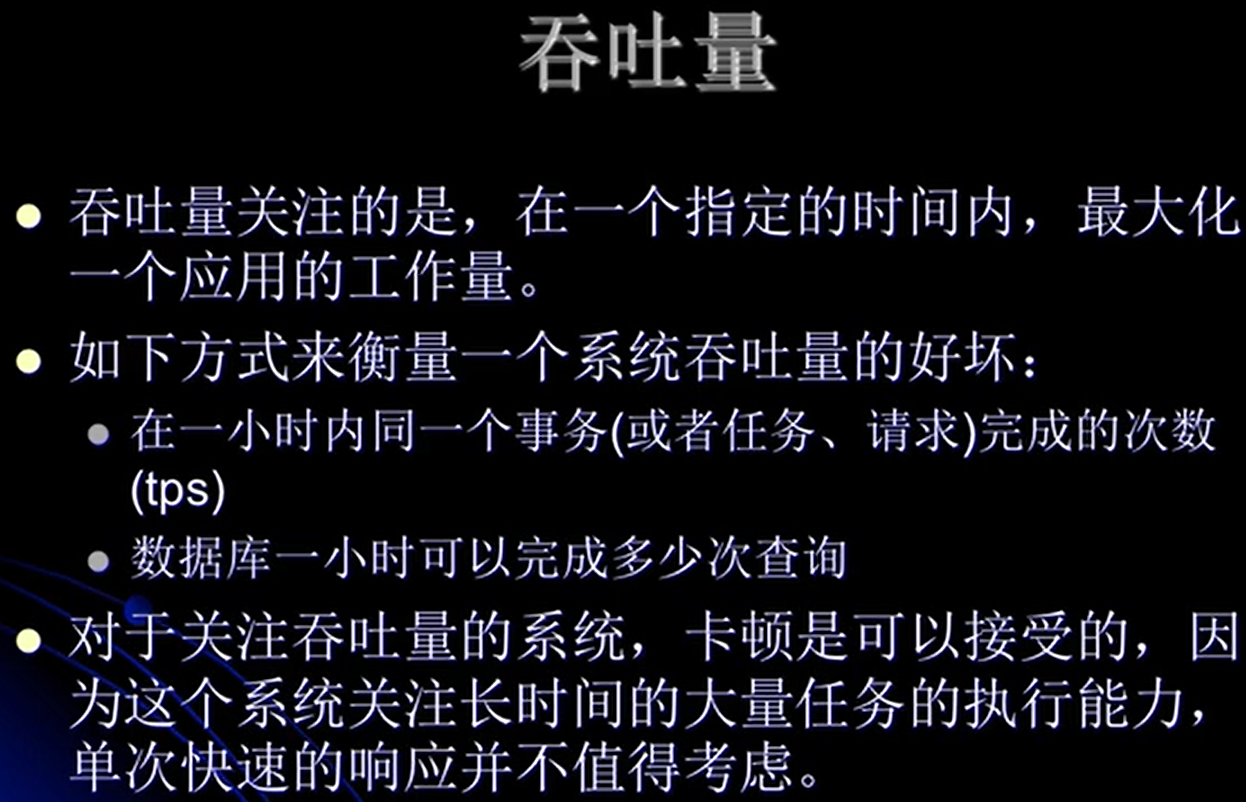 吞吐量
吞吐量关注的是，在一个指定的时间内，最大化
一个应用的工作量。
如下方式来衡量一个系统吞吐量的好坏：
在一小时内同一个事务(或者任务、请求)完成的次数
(tps)
数据库一小时可以完成多少次查询
对于关注吞吐量的系统，卡顿是可以接受的，因
为这个系统关注长时间的大量任务的执行能力，
单次快速的响应并不值得考虑。